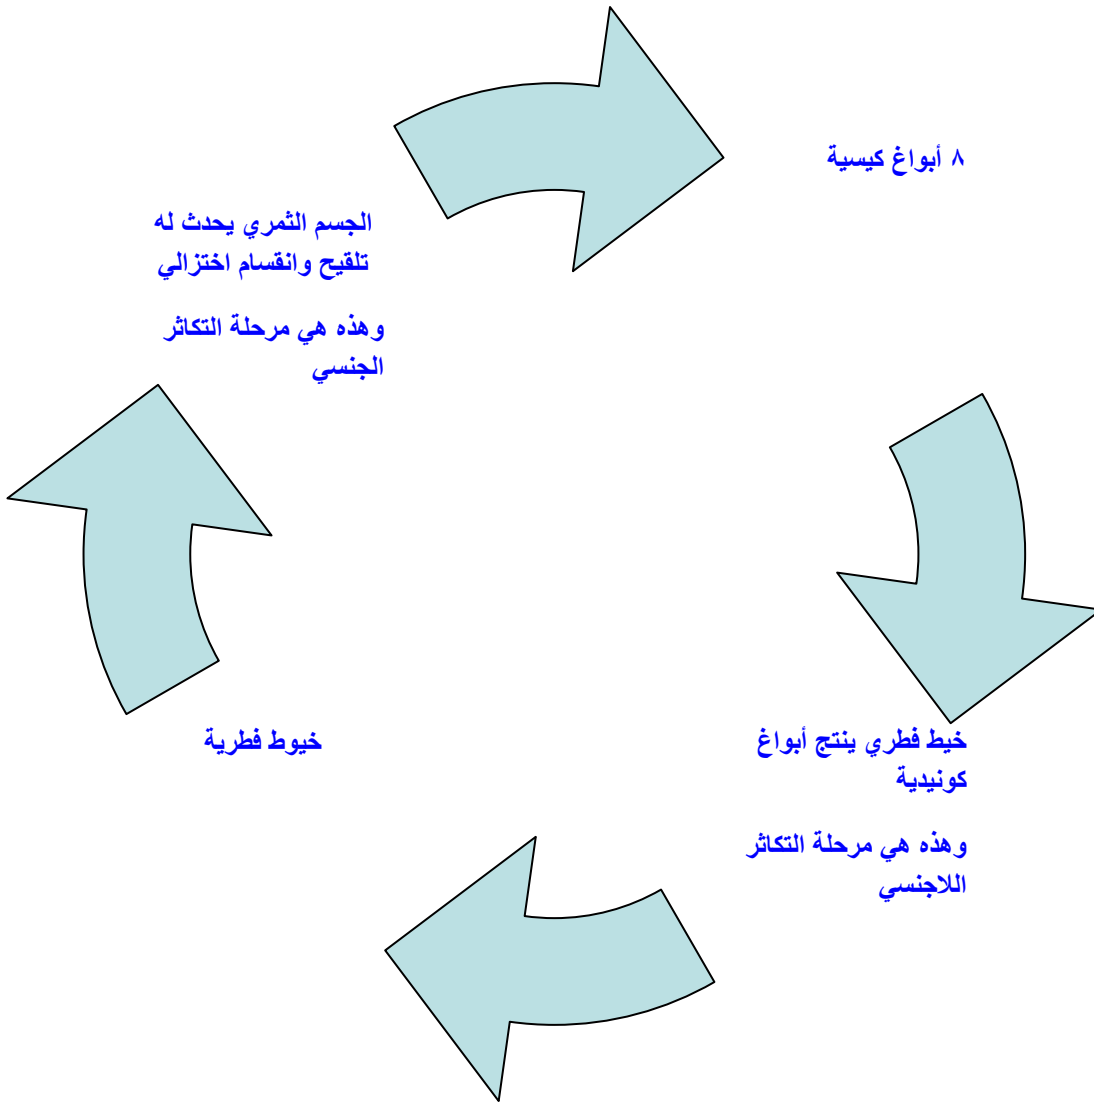 ٨ أبواغ كيسية
الجسم الثمري يحدث له
تلقيح وانقسام اختزالي
وهذه هي مرحلة التكاثر
الجنسي
خيوط فطرية
خيط فطري ينتج أبواغ
كونيدية
وهذه هي مرحلة التكاثر
اللاجنسي